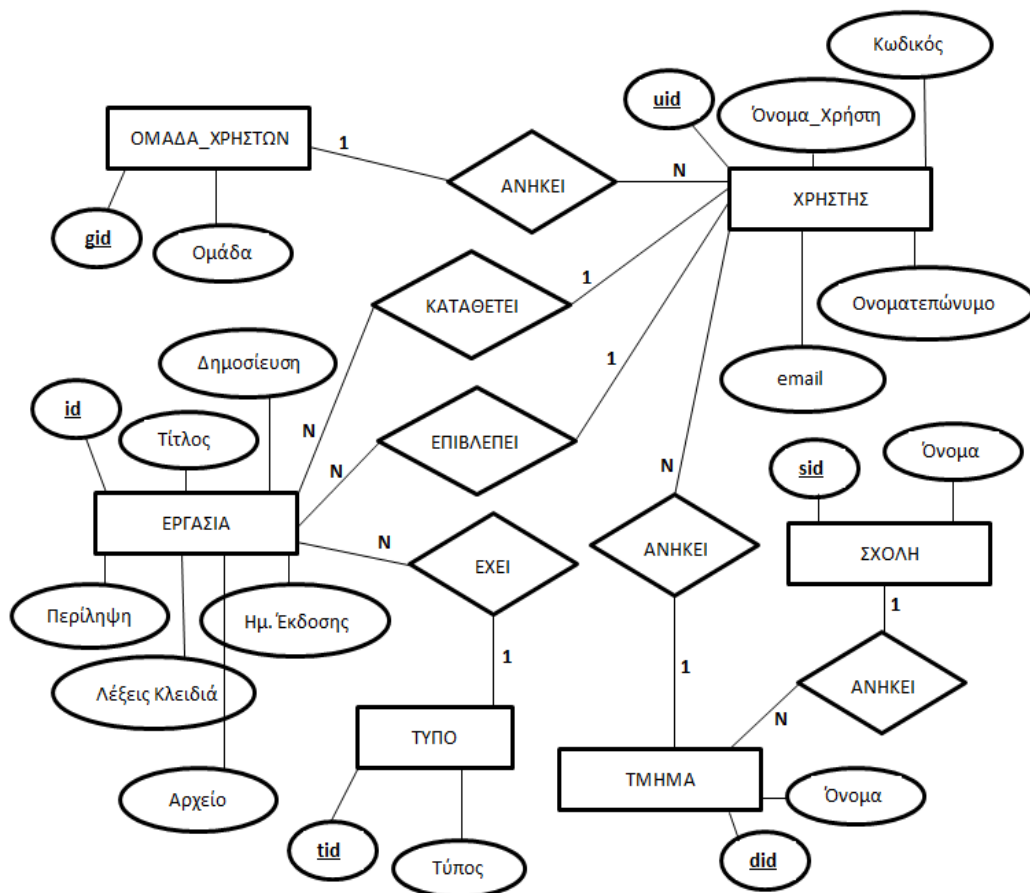 Κωδικός
uid
Όνομα_Χρήστη
ΟΜΑΔΑ_ΧΡΗΣΤΩΝ
1
ΑΝΗΚΕΙ
N
ΧΡΗΣΤΗΣ
gid
Ομάδα
ΚΑΤΑΘΕΤΕΙ
1
Ονοματεπώνυμο
Δημοσίευση
1
email
id
Τίτλος
N
ΕΠΙΒΛΕΠΕΙ
N
N
sid
Όνομα
ΕΡΓΑΣΙΑ
N
ΕΧΕΙ
ΑΝΗΚΕΙ
ΣΧΟΛΗ
Περίληψη
Ημ. Έκδοσης
1
1
Λέξεις Κλειδιά
1
ΑΝΗΚΕΙ
N
ΤΥΠΟ
ΤΜΗΜΑ
Αρχείο
Όνομα
tid
Τύπος
did